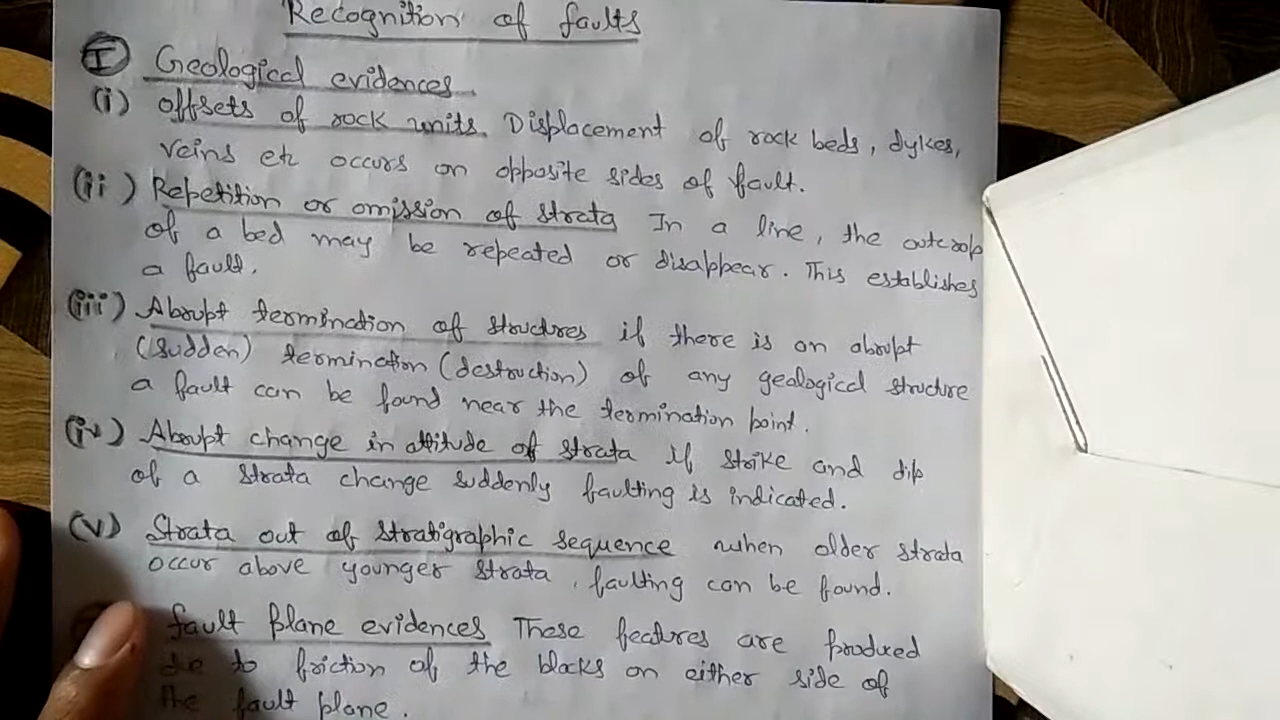 Recognition of faults
I Geological evidences.
(i) offsets of rock units. Displacement of rock beds, dykes,
veins etc occurs on opposite sides of fault.
(ii) Repetition or omission of strata In a line, the outcrop
of a bed may be repeated or disappear. This establishes
a fault.
(iii) Abrupt termination of structures if there is an abrupt
(sudden) termination (destruction) of any geological structure
a fault can be found near the termination point.
(iv) Abrupt change in attitude of strata if strike and dip
of a strata change suddenly faulting is indicated.
(v) Strata out of stratigraphic sequence when older strata
occur above younger strata, faulting can be found.
fault plane evidences These features are produced
due to friction of the blocks on either side of
the fault plane.